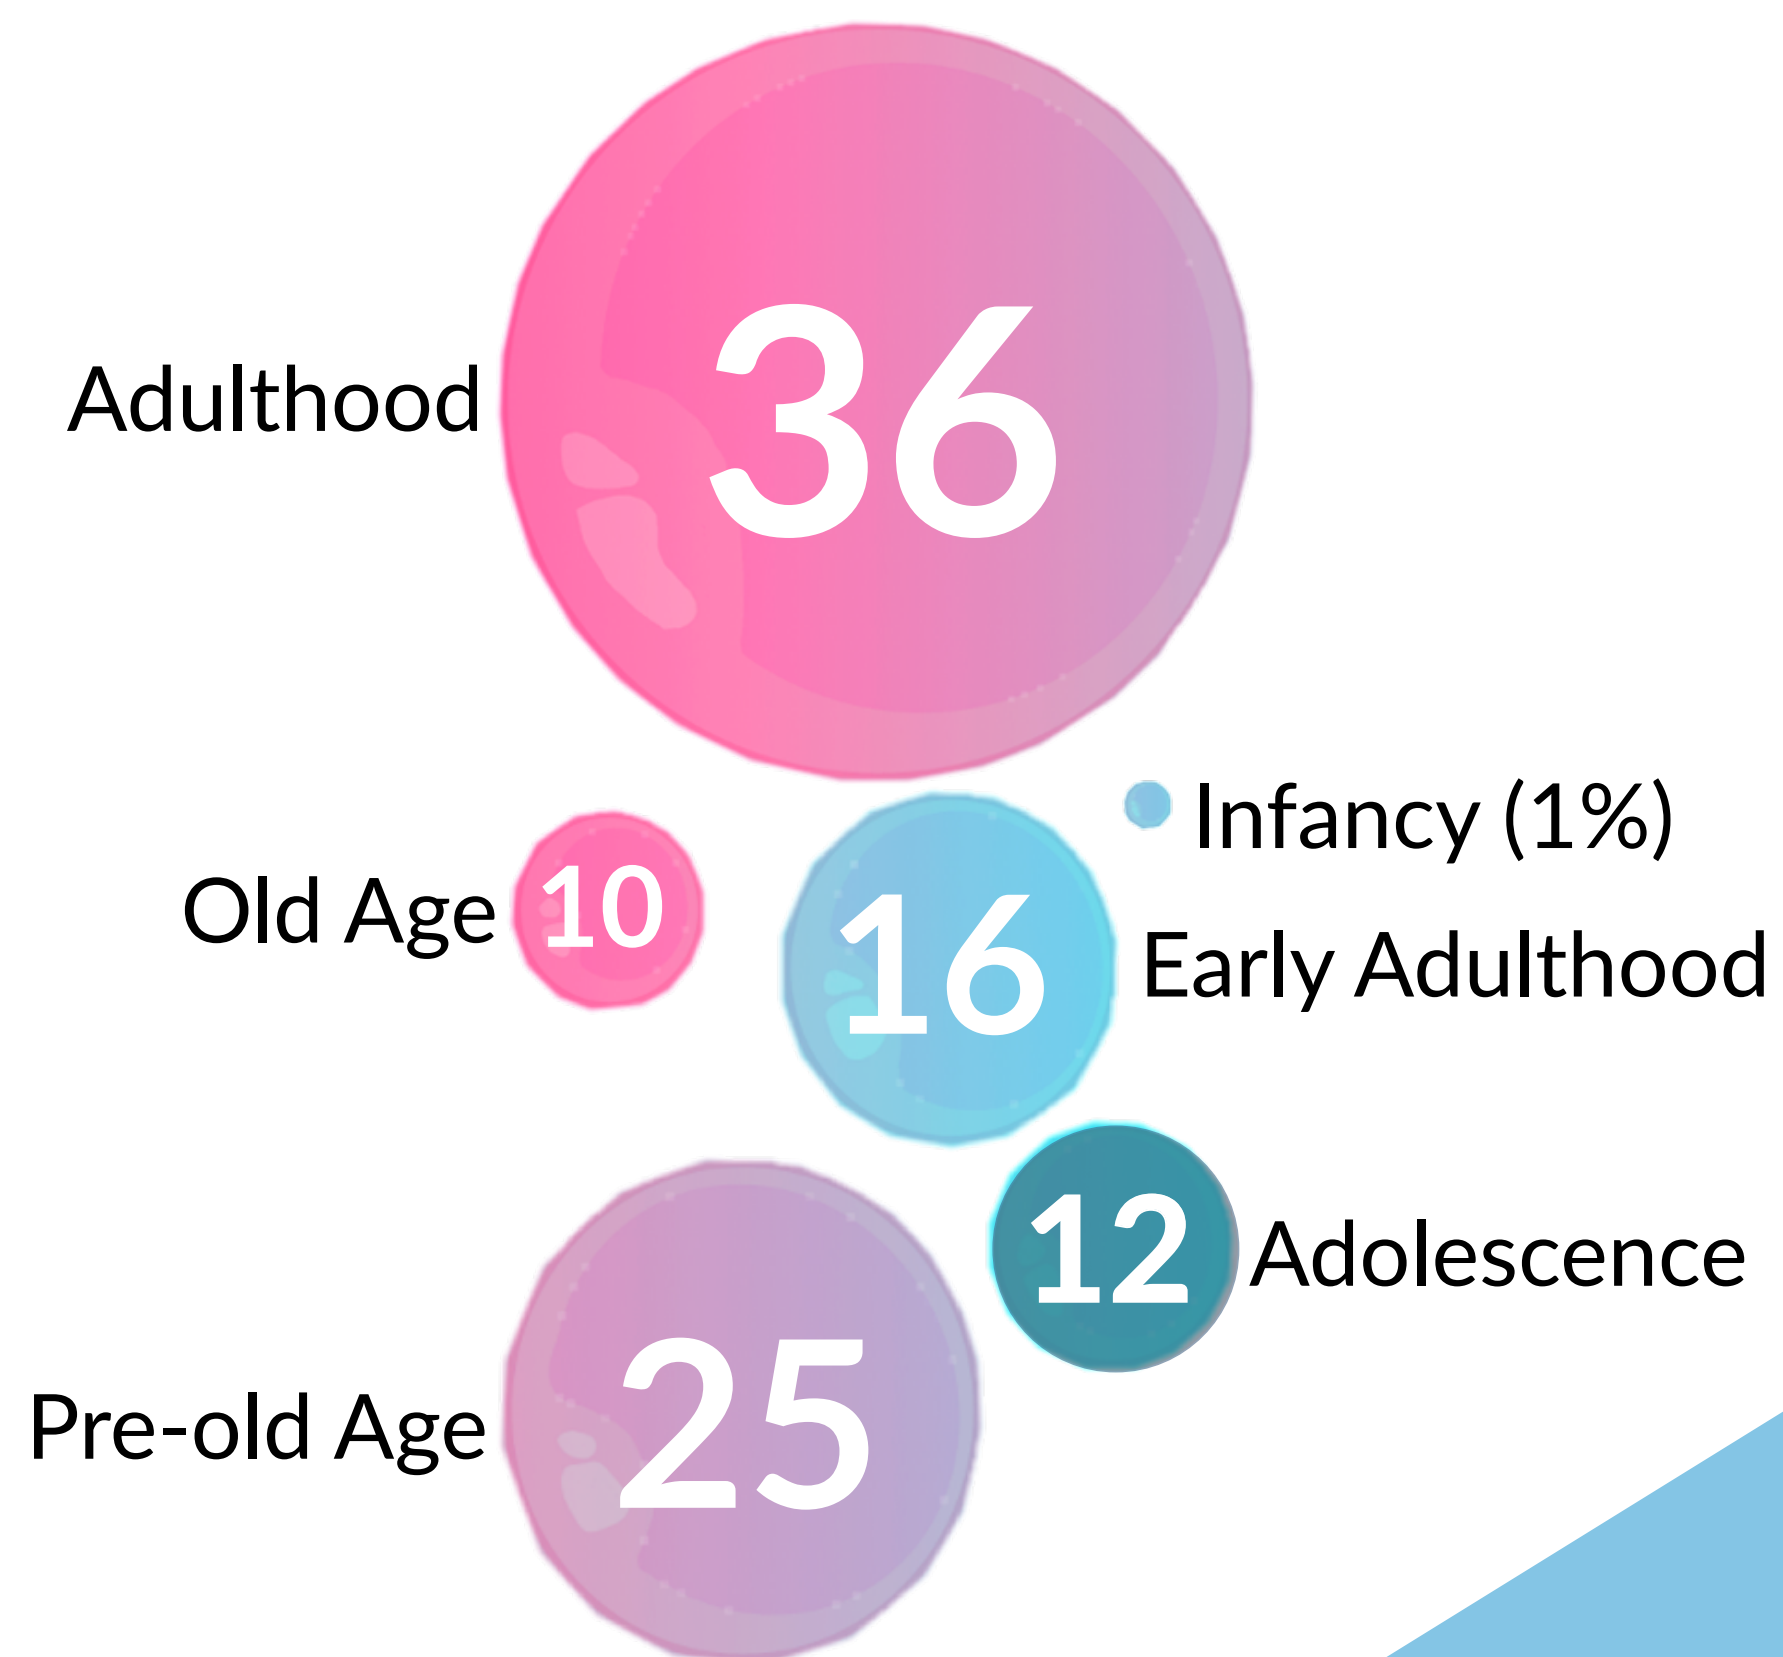 Adulthood
36
Infancy (1%)
Old Age
10
16
Early Adulthood
12
Adolescence
Pre-old Age
25